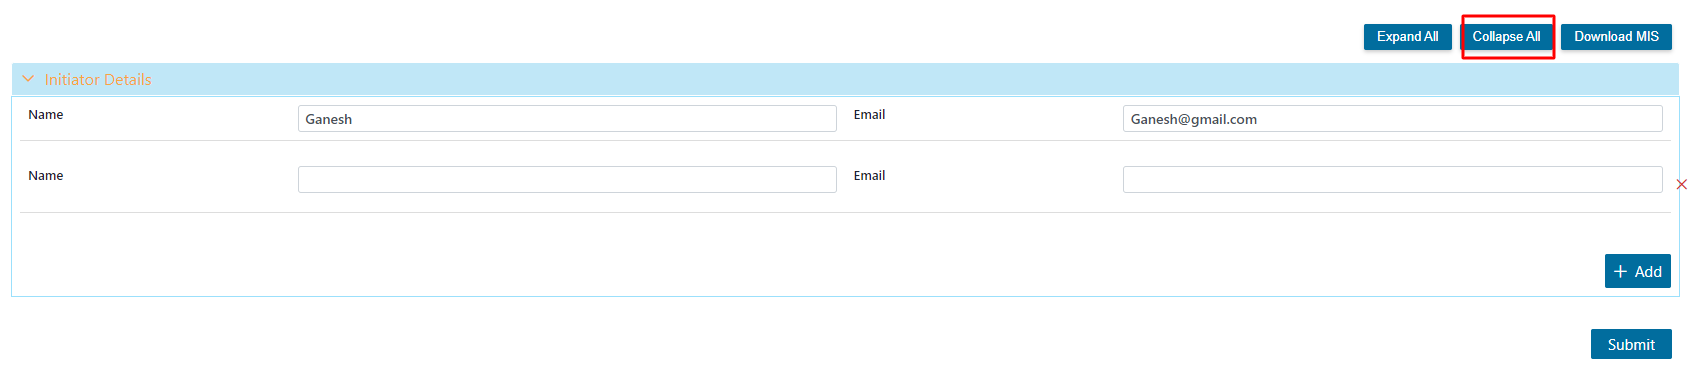 Expand All Collapse All Download MIS
Initiator Details
Name Ganesh Email Ganesh@gmail.com
Name Email
+ Add
Submit